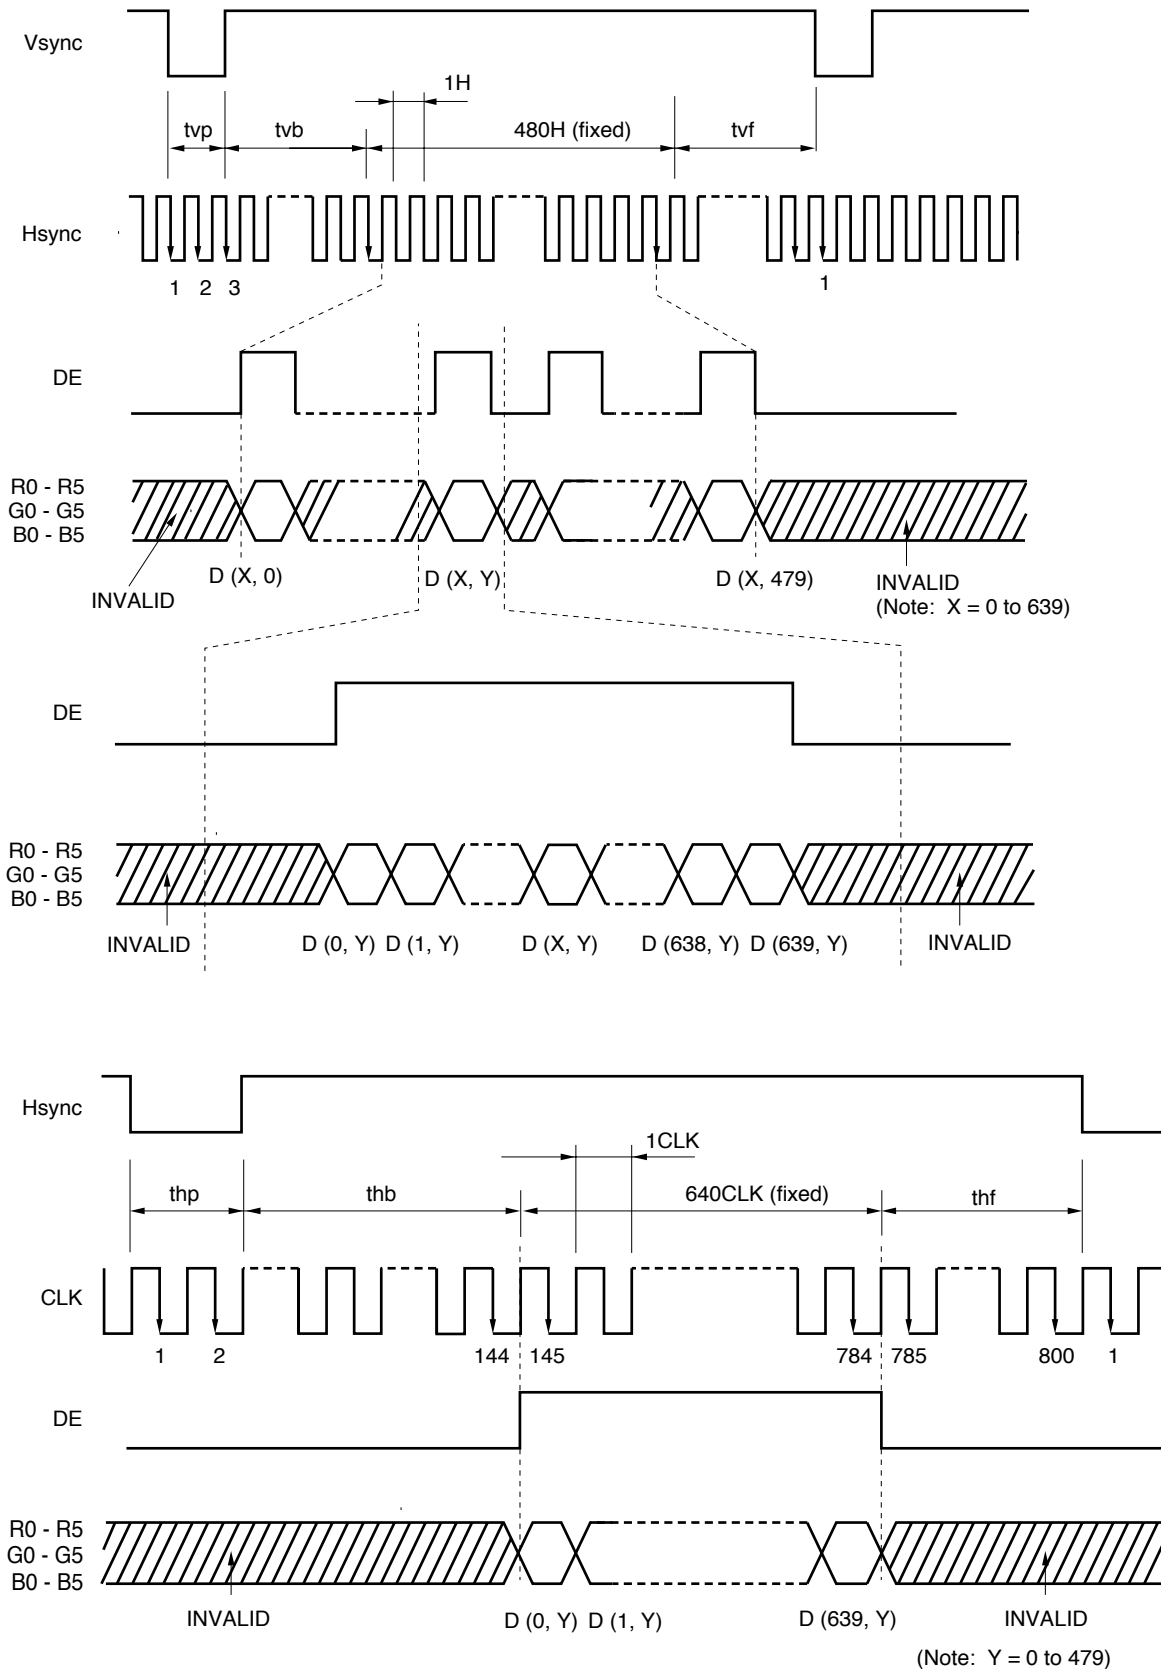 Vsync
1H
tvp tvb 480H (fixed) tvf
Hsync
1 2 3 1
DE
R0 - R5
G0 - G5
B0 - B5
D (X, 0) D (X, Y) D (X, 479) INVALID
INVALID
(Note: X = 0 to 639)
DE
R0 - R5
G0 - G5
B0 - B5
INVALID D (0, Y) D (1, Y) D (X, Y) D (638, Y) D (639, Y) INVALID
Hsync
1CLK
thp thb 640CLK (fixed) thf
CLK
1 2 144 145 784 785 800 1
DE
R0 - R5
G0 - G5
B0 - B5
INVALID D (0, Y) D (1, Y) D (639, Y) INVALID
(Note: Y = 0 to 479)